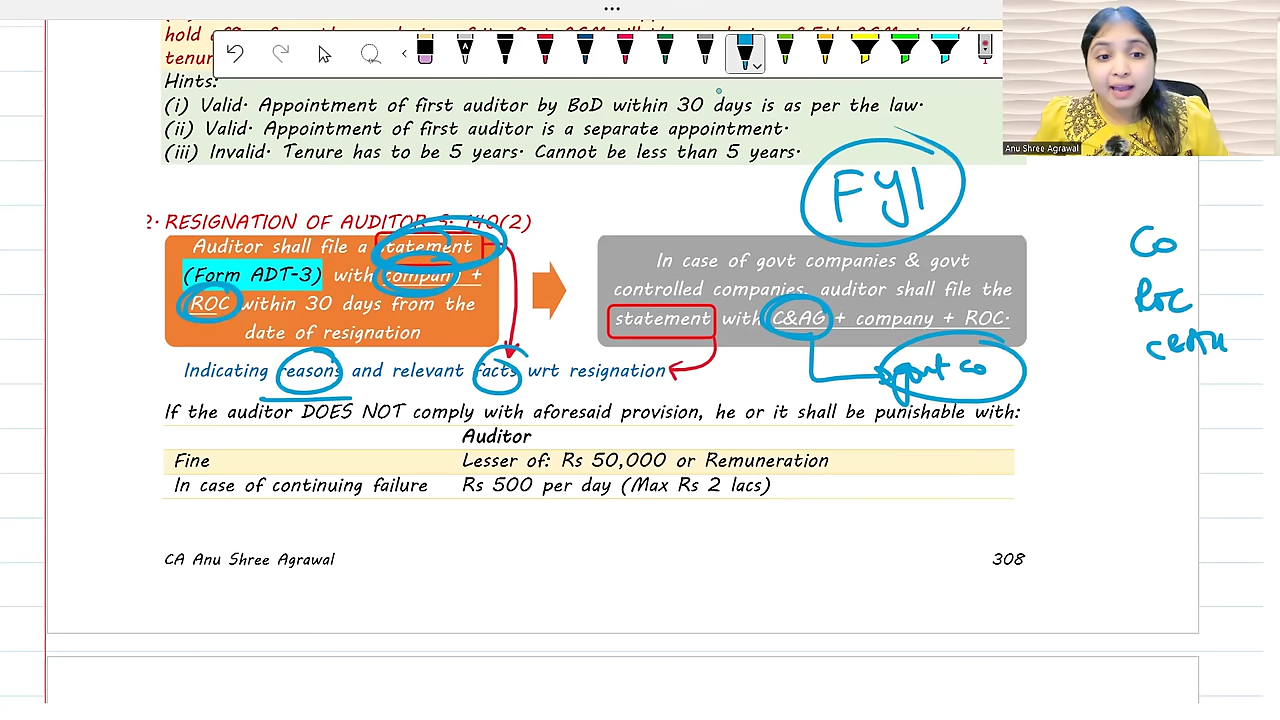 ...
hold
tenur
Hints:
(i) Valid. Appointment of first auditor by BoD within 30 days is as per the law.
(ii) Valid. Appointment of first auditor is a separate appointment.
(iii) Invalid. Tenure has to be 5 years. Cannot be less than 5 years.
Anu Shree Agrawal
FYI
2. RESIGNATION OF AUDITOR S. 140(2)
Auditor shall file a statement
(Form ADT-3) with company +
ROC within 30 days from the
date of resignation
In case of govt companies & govt
controlled companies, auditor shall file the
statement with C&AG + company + ROC.
Co
ROC
govt co
Indicating reasons and relevant facts wrt resignation
If the auditor DOES NOT comply with aforesaid provision, he or it shall be punishable with:
Auditor
Fine Lesser of: Rs 50,000 or Remuneration
In case of continuing failure Rs 500 per day (Max Rs 2 lacs)
CA Anu Shree Agrawal 308